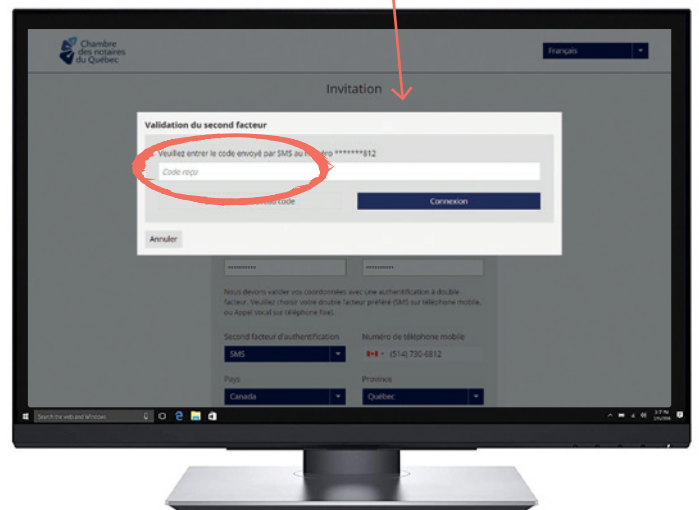 Chambre
des notaires
du Québec
Français
Invitation
Validation du second facteur
Veuillez entrer le code envoyé par SMS au numéro *******812
Code reçu
code
Connexion
Annuler
•••••••••• ••••••••••
Nous devons valider vos coordonnées avec une authentification à double
facteur. Veuillez choisir votre double facteur préféré (SMS sur téléphone mobile,
ou Appel vocal sur téléphone fixe).
Second facteur d'authentification Numéro de téléphone mobile
SMS (514) 730-6812
Pays Province
Canada Québec
Search the web and Windows